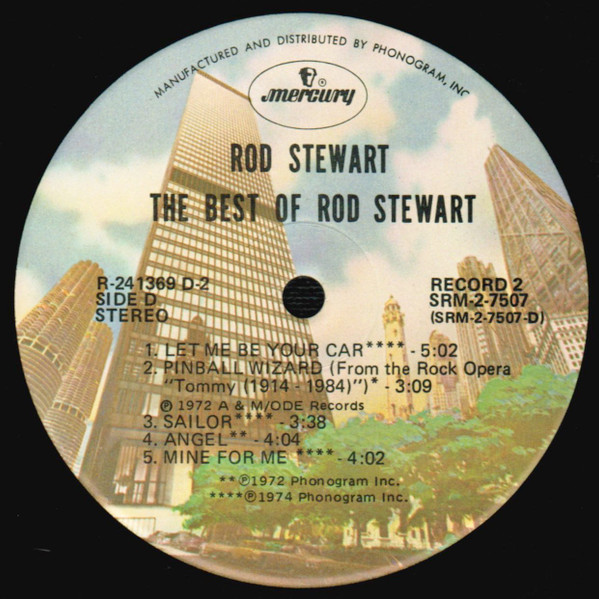 MANUFACTURED AND DISTRIBUTED BY PHONOGRAM, INC
®
mercury
ROD STEWART
THE BEST OF ROD STEWART
R-241369 D-2
SIDE D
STEREO
RECORD 2
SRM-2-7507
(SRM-2-7507-D)
1. LET ME BE YOUR CAR**** - 5:02
2. PINBALL WIZARD (From the Rock Opera
"Tommy (1914 - 1984)")* - 3:09
℗ 1972 A & M/ODE Records
3. SAILOR**** - 3:38
4. ANGEL** - 4:04
5. MINE FOR ME **** - 4:02
**℗1972 Phonogram Inc.
****℗1974 Phonogram Inc.